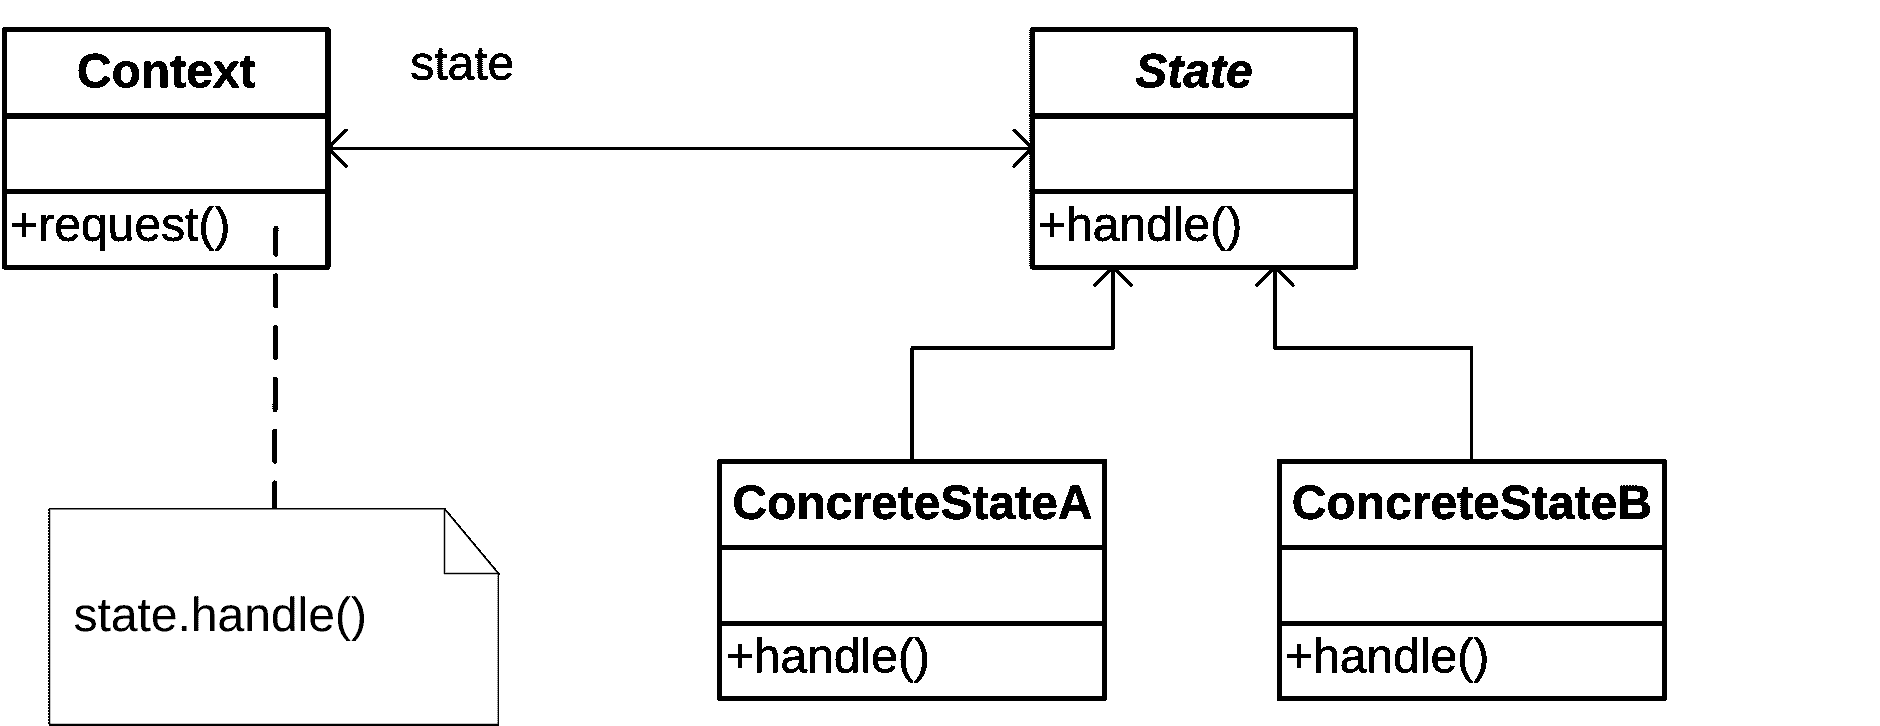 Context
state
State
+request()
+handle()
ConcreteStateA
ConcreteStateB
state.handle()
+handle()
+handle()